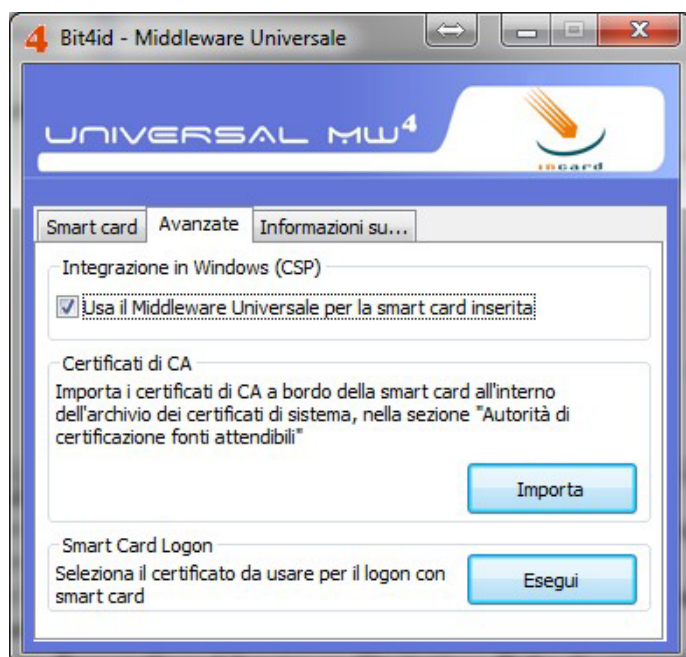 4 Bit4id - Middleware Universale
UNIVERSAL MW4
incard
Smart card Avanzate Informazioni su...
Integrazione in Windows (CSP)
Usa il Middleware Universale per la smart card inserita
Certificati di CA
Importa i certificati di CA a bordo della smart card all'interno
dell'archivio dei certificati di sistema, nella sezione "Autorità di
certificazione fonti attendibili"
Importa
Smart Card Logon
Seleziona il certificato da usare per il logon con
smart card
Esegui